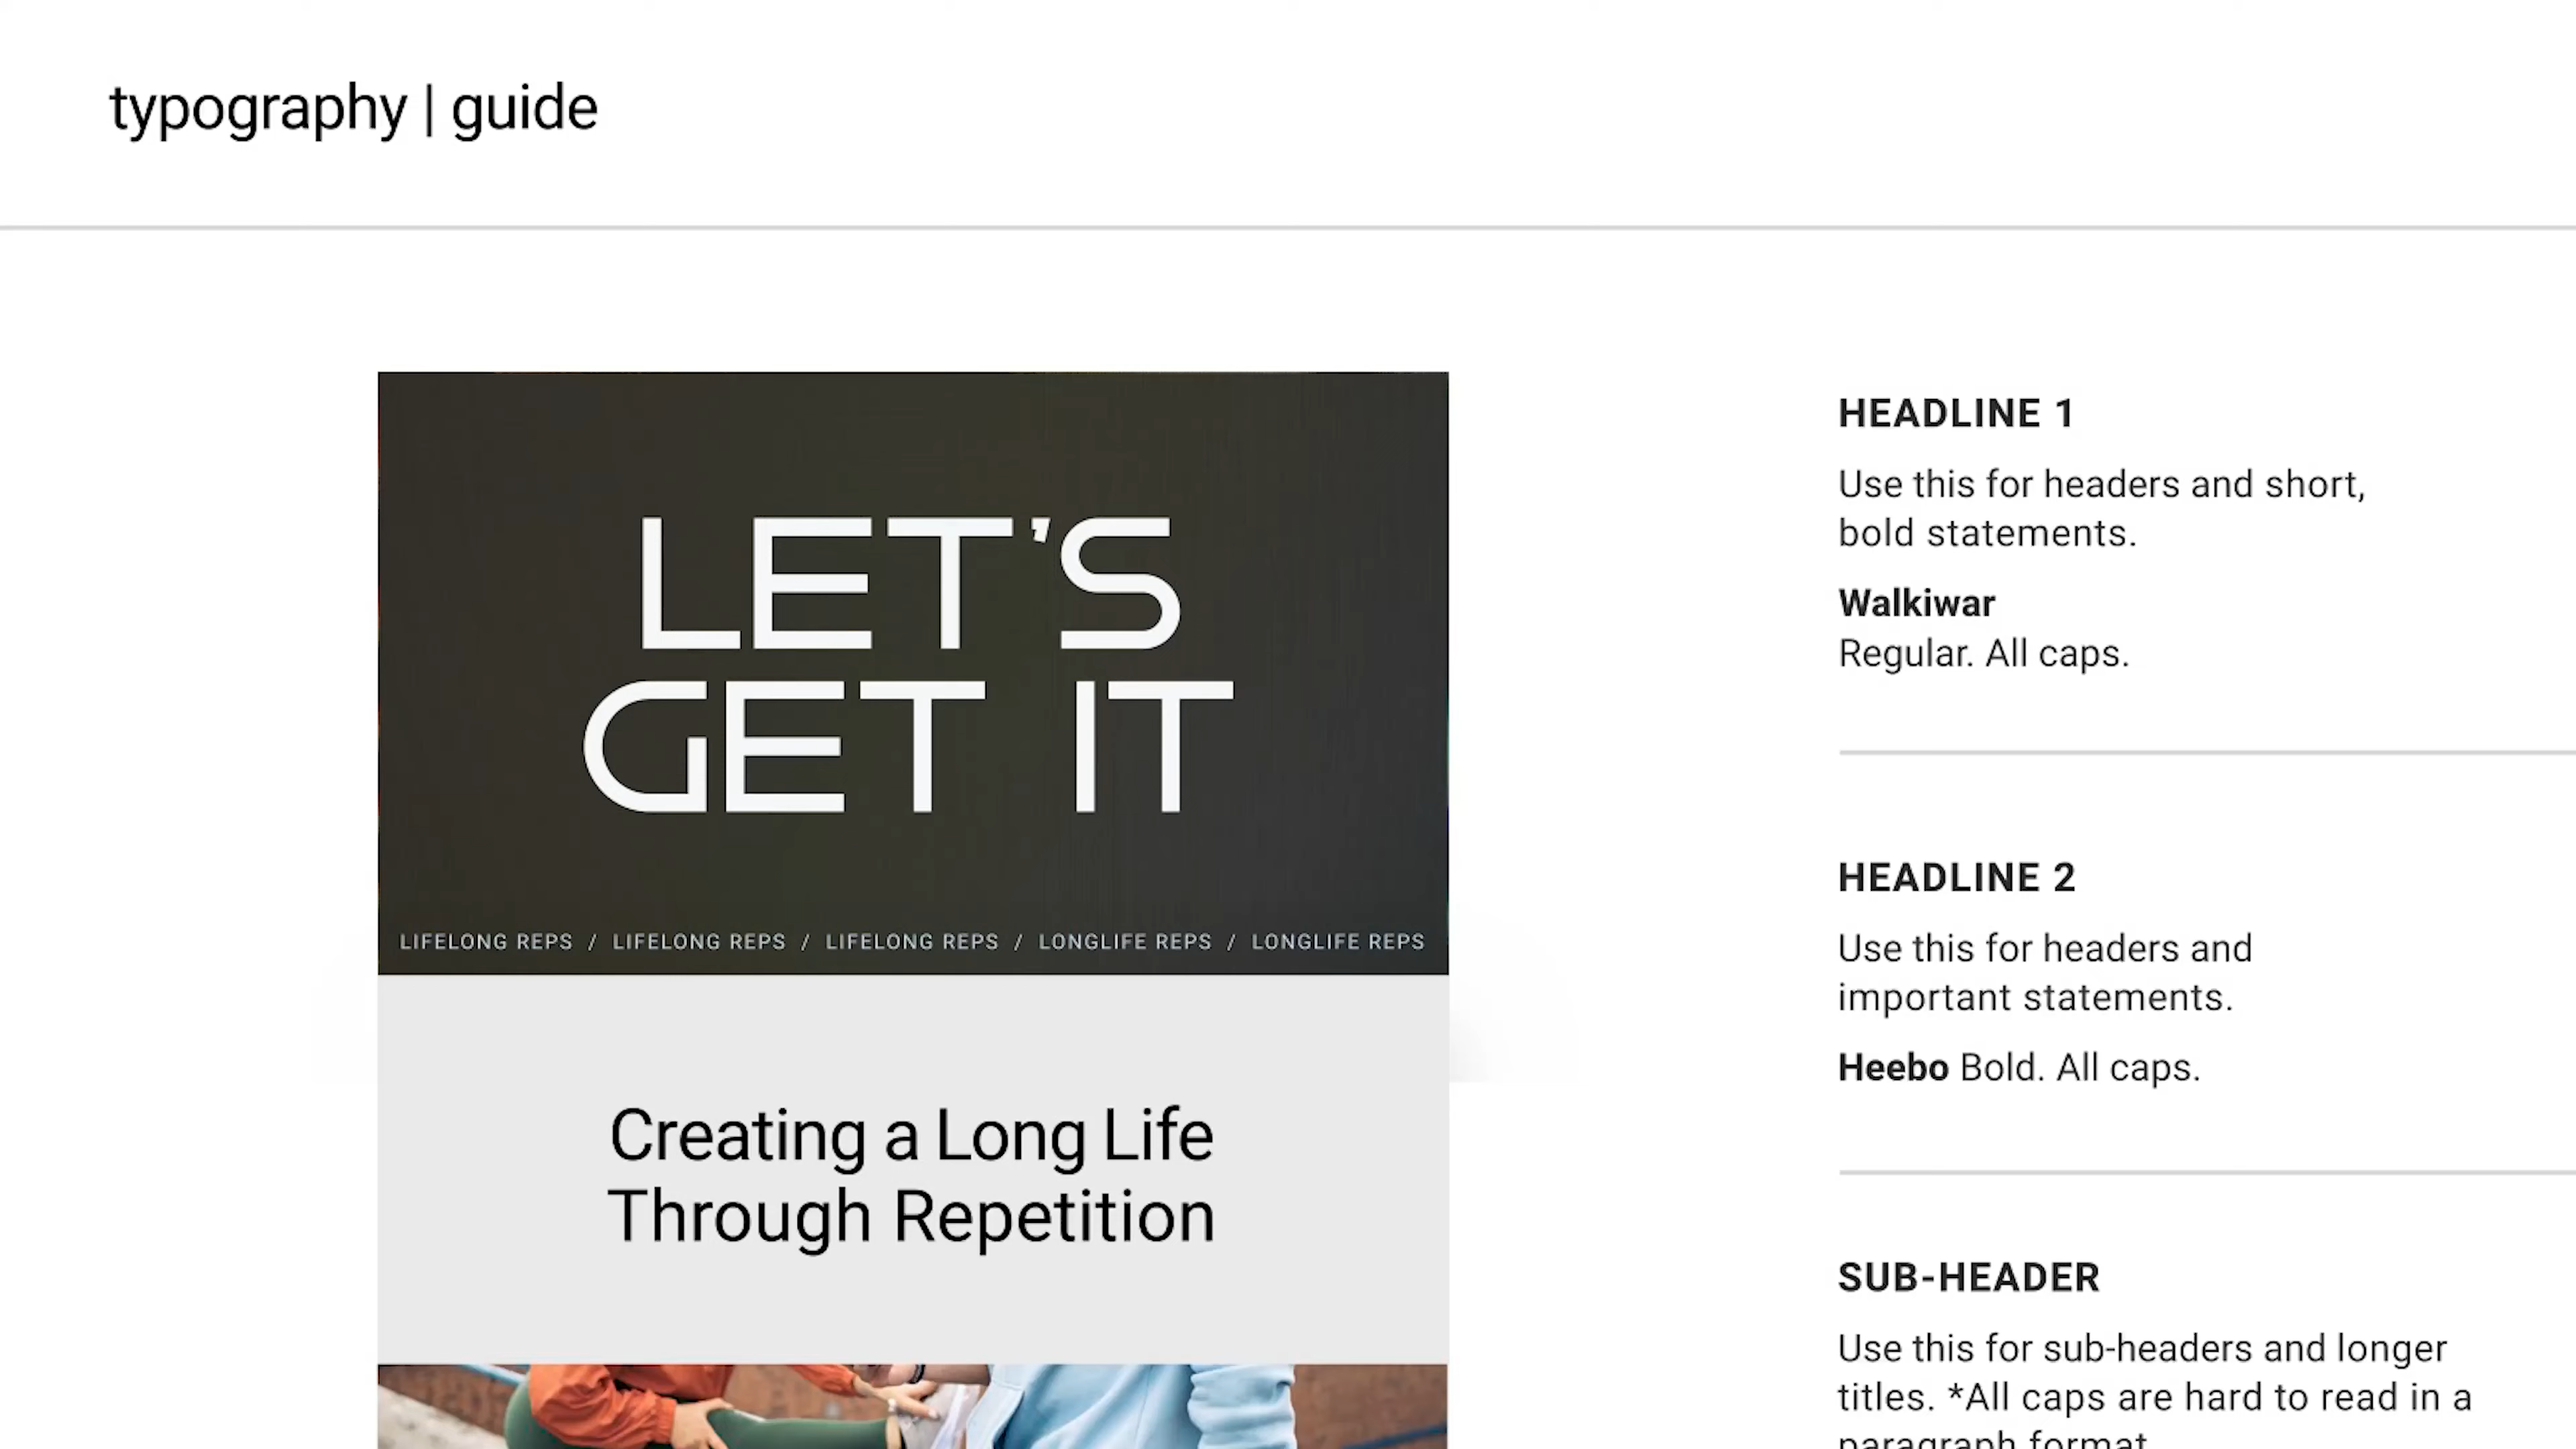 typography | guide
LET'S
GET IT
LIFELONG REPS / LIFELONG REPS / LIFELONG REPS / LONGLIFE REPS / LONGLIFE REPS
Creating a Long Life
Through Repetition
HEADLINE 1
Use this for headers and short,
bold statements.
Walkiwar
Regular. All caps.
HEADLINE 2
Use this for headers and
important statements.
Heebo Bold. All caps.
SUB-HEADER
Use this for sub-headers and longer
titles. *All caps are hard to read in a
paragraph format